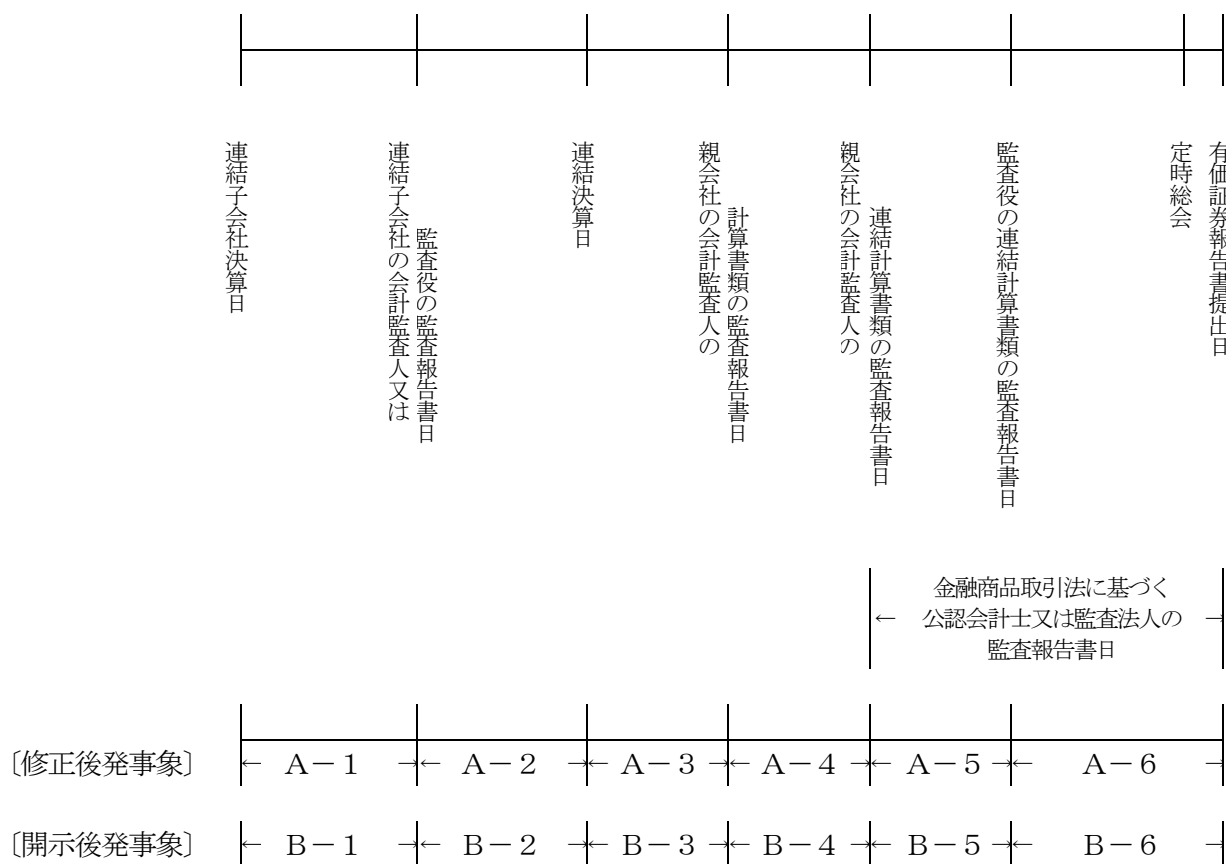 連結子会社決算日
連結子会社の会計監査人又は
監査役の監査報告書日
連結決算日
親会社の会計監査人の
計算書類の監査報告書日
親会社の会計監査人の
連結計算書類の監査報告書日
監査役の連結計算書類の監査報告書日
定時総会
有価証券報告書提出日
金融商品取引法に基づく
← 公認会計士又は監査法人の →
監査報告書日
〔修正後発事象〕 ← A-1 →← A-2 →← A-3 →← A-4 →← A-5 →← A-6 →
〔開示後発事象〕 ← B-1 →← B-2 →← B-3 →← B-4 →← B-5 →← B-6 →